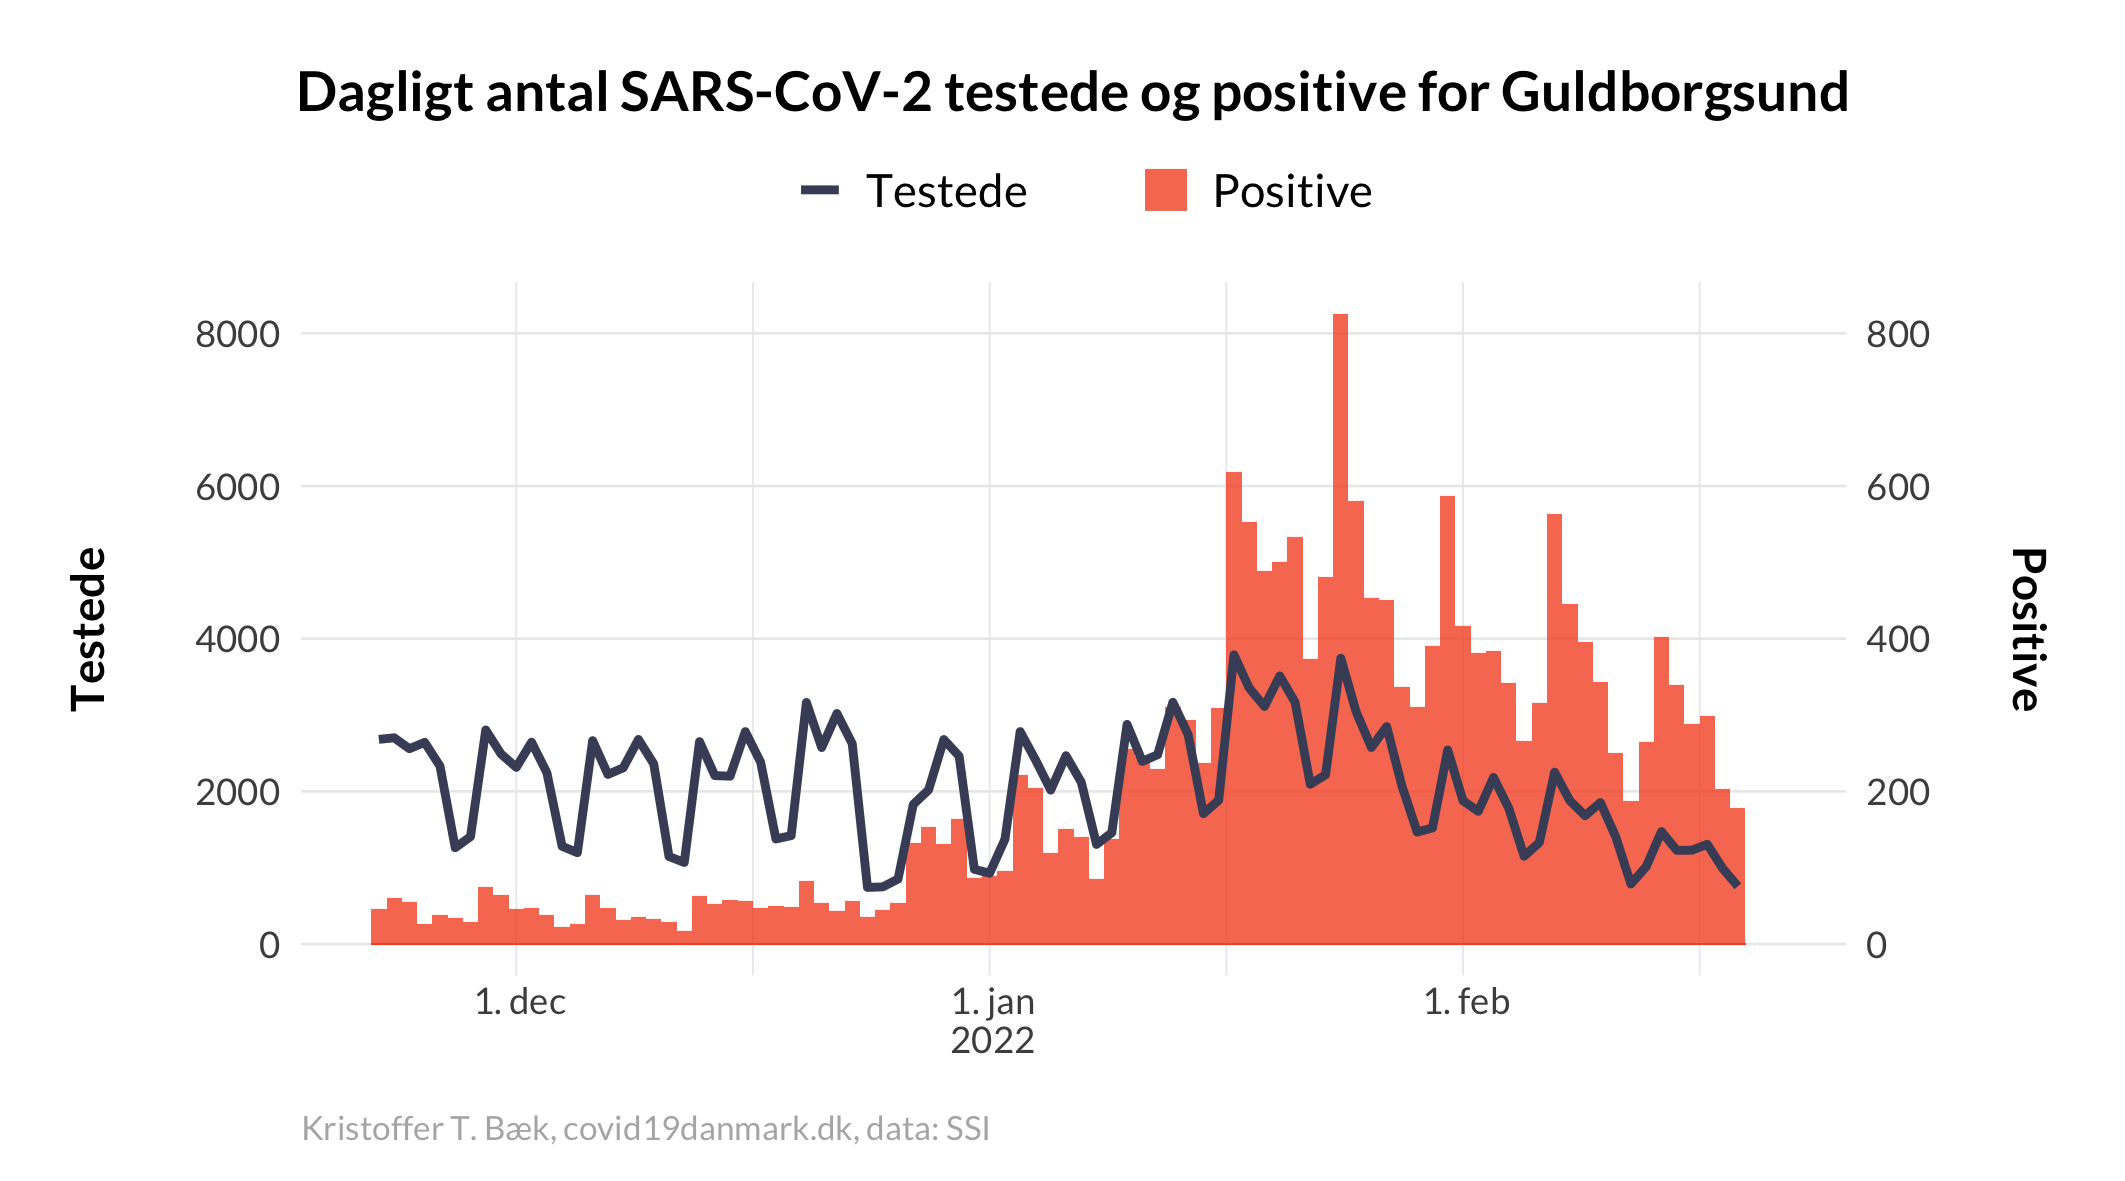 Dagligt antal SARS-CoV-2 testede og positive for Guldborgsund
Testede
Positive
8000
6000
4000
2000
0
800
600
400
200
0
Testede
Positive
1. dec
1. jan
2022
1. feb
Kristoffer T. Bæk, covid19danmark.dk, data: SSI